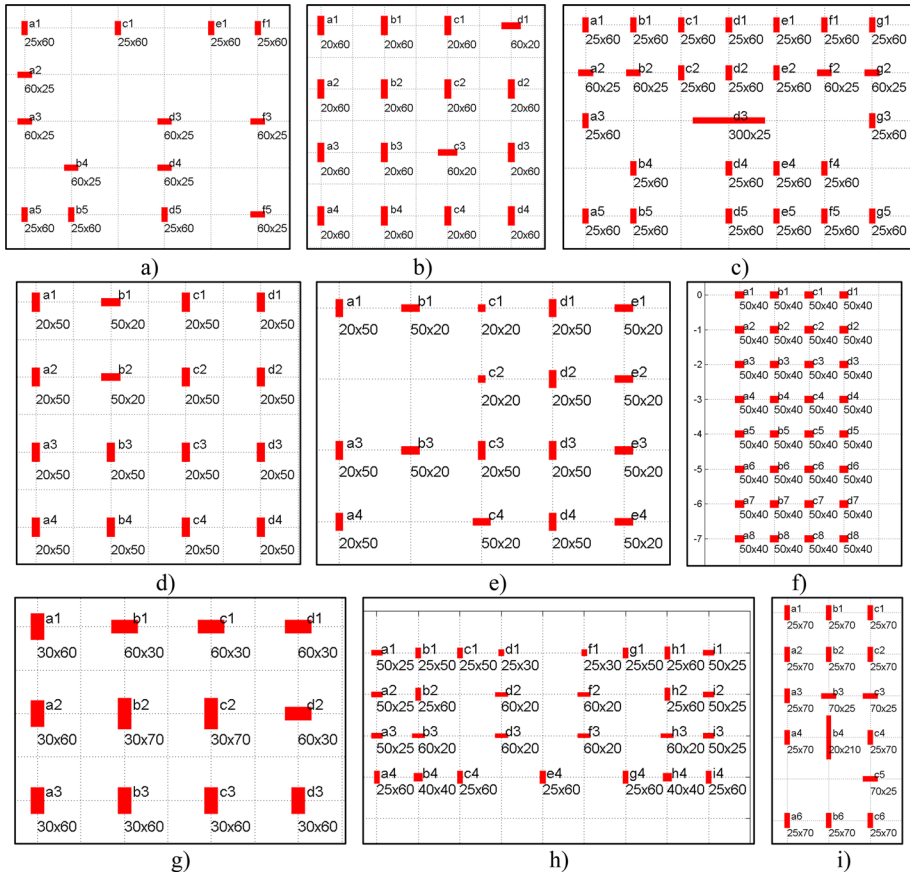 a1 c1 e1 f1
25x60 25x60 25x60 25x60
a2
60x25
a3 d3 f3
60x25 60x25 60x25
b4 d4
60x25 60x25
a5 b5 d5 f5
25x60 25x60 25x60 60x25
a)
a1 b1 c1 d1
20x60 20x60 20x60 60x20
a2 b2 c2 d2
20x60 20x60 20x60 20x60
a3 b3 c3 d3
20x60 20x60 60x20 20x60
a4 b4 c4 d4
20x60 20x60 20x60 20x60
b)
a1 b1 c1 d1 e1 f1 g1
25x60 25x60 25x60 25x60 25x60 25x60 25x60
a2 b2 c2 d2 e2 f2 g2
60x25 60x25 25x60 25x60 25x60 60x25 60x25
a3 d3 g3
25x60 300x25 25x60
b4 d4 e4 f4
25x60 25x60 25x60 25x60
a5 b5 d5 e5 f5 g5
25x60 25x60 25x60 25x60 25x60 25x60
c)
a1 b1 c1 d1
20x50 50x20 20x50 20x50
a2 b2 c2 d2
20x50 50x20 20x50 20x50
a3 b3 c3 d3
20x50 20x50 20x50 20x50
a4 b4 c4 d4
20x50 20x50 20x50 20x50
d)
a1 b1 c1 d1 e1
20x50 50x20 20x20 20x50 50x20
c2 d2 e2
20x20 20x50 50x20
a3 b3 c3 d3 e3
20x50 50x20 20x50 20x50 50x20
a4 c4 d4 e4
20x50 50x20 20x50 50x20
e)
0 a1 b1 c1 d1
50x40 50x40 50x40 50x40
-1 a2 b2 c2 d2
50x40 50x40 50x40 50x40
-2 a3 b3 c3 d3
50x40 50x40 50x40 50x40
-3 a4 b4 c4 d4
50x40 50x40 50x40 50x40
-4 a5 b5 c5 d5
50x40 50x40 50x40 50x40
-5 a6 b6 c6 d6
50x40 50x40 50x40 50x40
-6 a7 b7 c7 d7
50x40 50x40 50x40 50x40
-7 a8 b8 c8 d8
50x40 50x40 50x40 50x40
f)
a1 b1 c1 d1
30x60 60x30 60x30 60x30
a2 b2 c2 d2
30x60 30x70 30x70 60x30
a3 b3 c3 d3
30x60 30x60 30x60 30x60
g)
a1 b1 c1 d1 f1 g1 h1 i1
50x25 25x50 25x50 25x30 25x30 25x50 25x60 50x25
a2 b2 d2 f2 h2 i2
50x25 25x60 60x20 60x20 25x60 50x25
a3 b3 d3 f3 h3 i3
50x25 60x20 60x20 60x20 60x20 50x25
a4 b4 c4 e4 g4 h4 i4
25x60 40x40 25x60 25x60 25x60 40x40 25x60
h)
a1 b1 c1
25x70 25x70 25x70
a2 b2 c2
25x70 25x70 25x70
a3 b3 c3
25x70 70x25 70x25
a4 b4 c4
25x70 20x210 25x70
c5
70x25
a6 b6 c6
25x70 25x70 25x70
i)